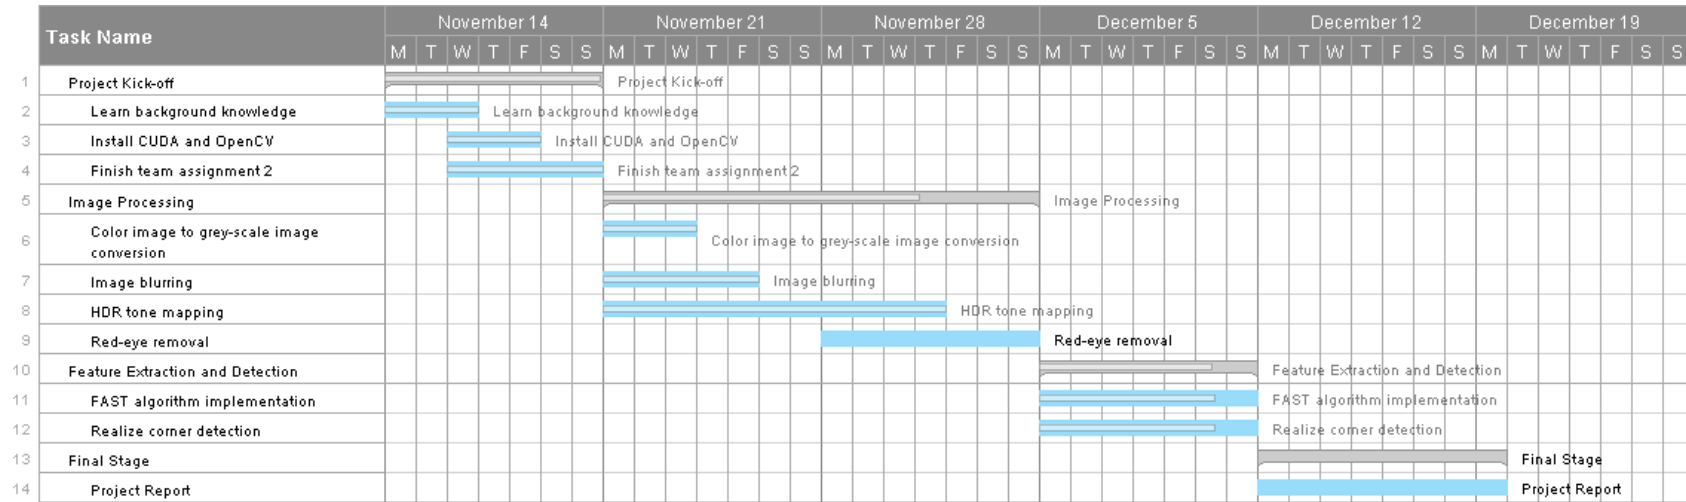 Task Name
November 14 November 21 November 28 December 5 December 12 December 19
M T W T F S S M T W T F S S M T W T F S S M T W T F S S M T W T F S S M T W T F S S
1 Project Kick-off Project Kick-off
2 Learn background knowledge Learn background knowledge
3 Install CUDA and OpenCV Install CUDA and OpenCV
4 Finish team assignment 2 Finish team assignment 2
5 Image Processing Image Processing
6 Color image to grey-scale image
conversion Color image to grey-scale image conversion
7 Image blurring Image blurring
8 HDR tone mapping HDR tone mapping
9 Red-eye removal Red-eye removal
10 Feature Extraction and Detection Feature Extraction and Detection
11 FAST algorithm implementation FAST algorithm implementation
12 Realize corner detection Realize corner detection
13 Final Stage Final Stage
14 Project Report Project Report